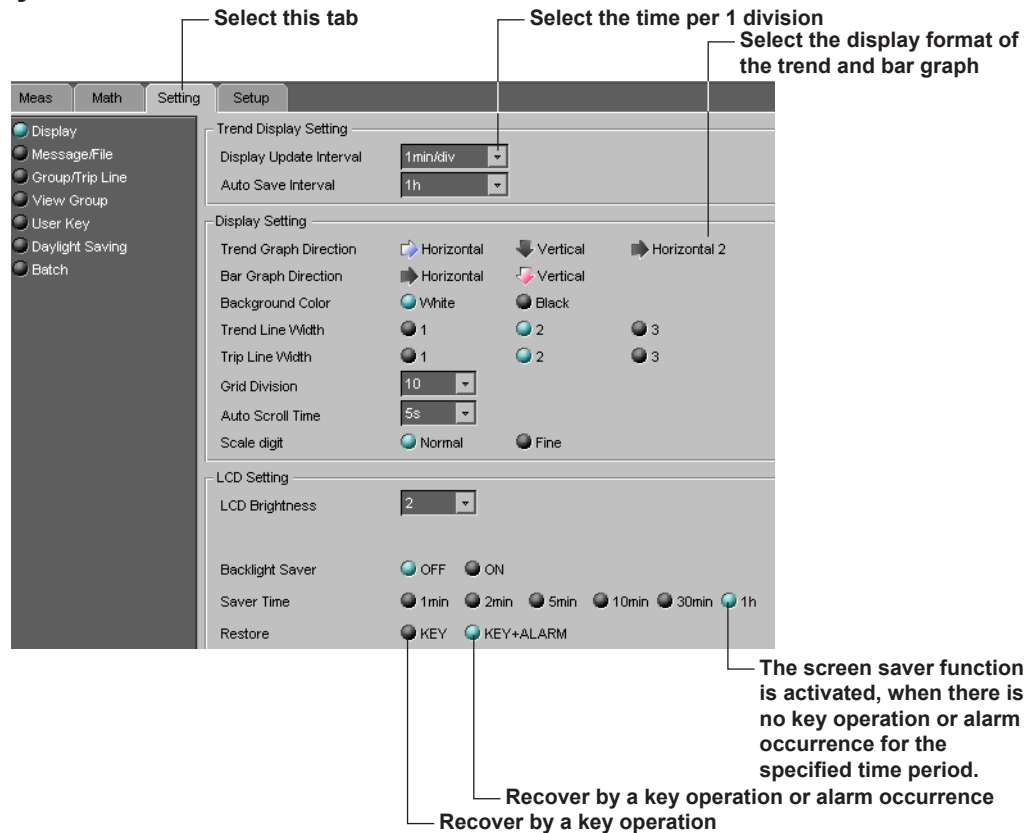 Select this tab
Select the time per 1 division
Select the display format of
the trend and bar graph
Meas Math Setting Setup
Display
Message/File
Group/Trip Line
View Group
User Key
Daylight Saving
Batch
Trend Display Setting
Display Update Interval 1min/div
Auto Save Interval 1h
Display Setting
Trend Graph Direction Horizontal Vertical Horizontal 2
Bar Graph Direction Horizontal Vertical
Background Color White Black
Trend Line Width 1 2 3
Trip Line Width 1 2 3
Grid Division 10
Auto Scroll Time 5s
Scale digit Normal Fine
LCD Setting
LCD Brightness 2
Backlight Saver OFF ON
Saver Time 1min 2min 5min 10min 30min 1h
Restore KEY KEY+ALARM
The screen saver function
is activated, when there is
no key operation or alarm
occurrence for the
specified time period.
Recover by a key operation or alarm occurrence
Recover by a key operation